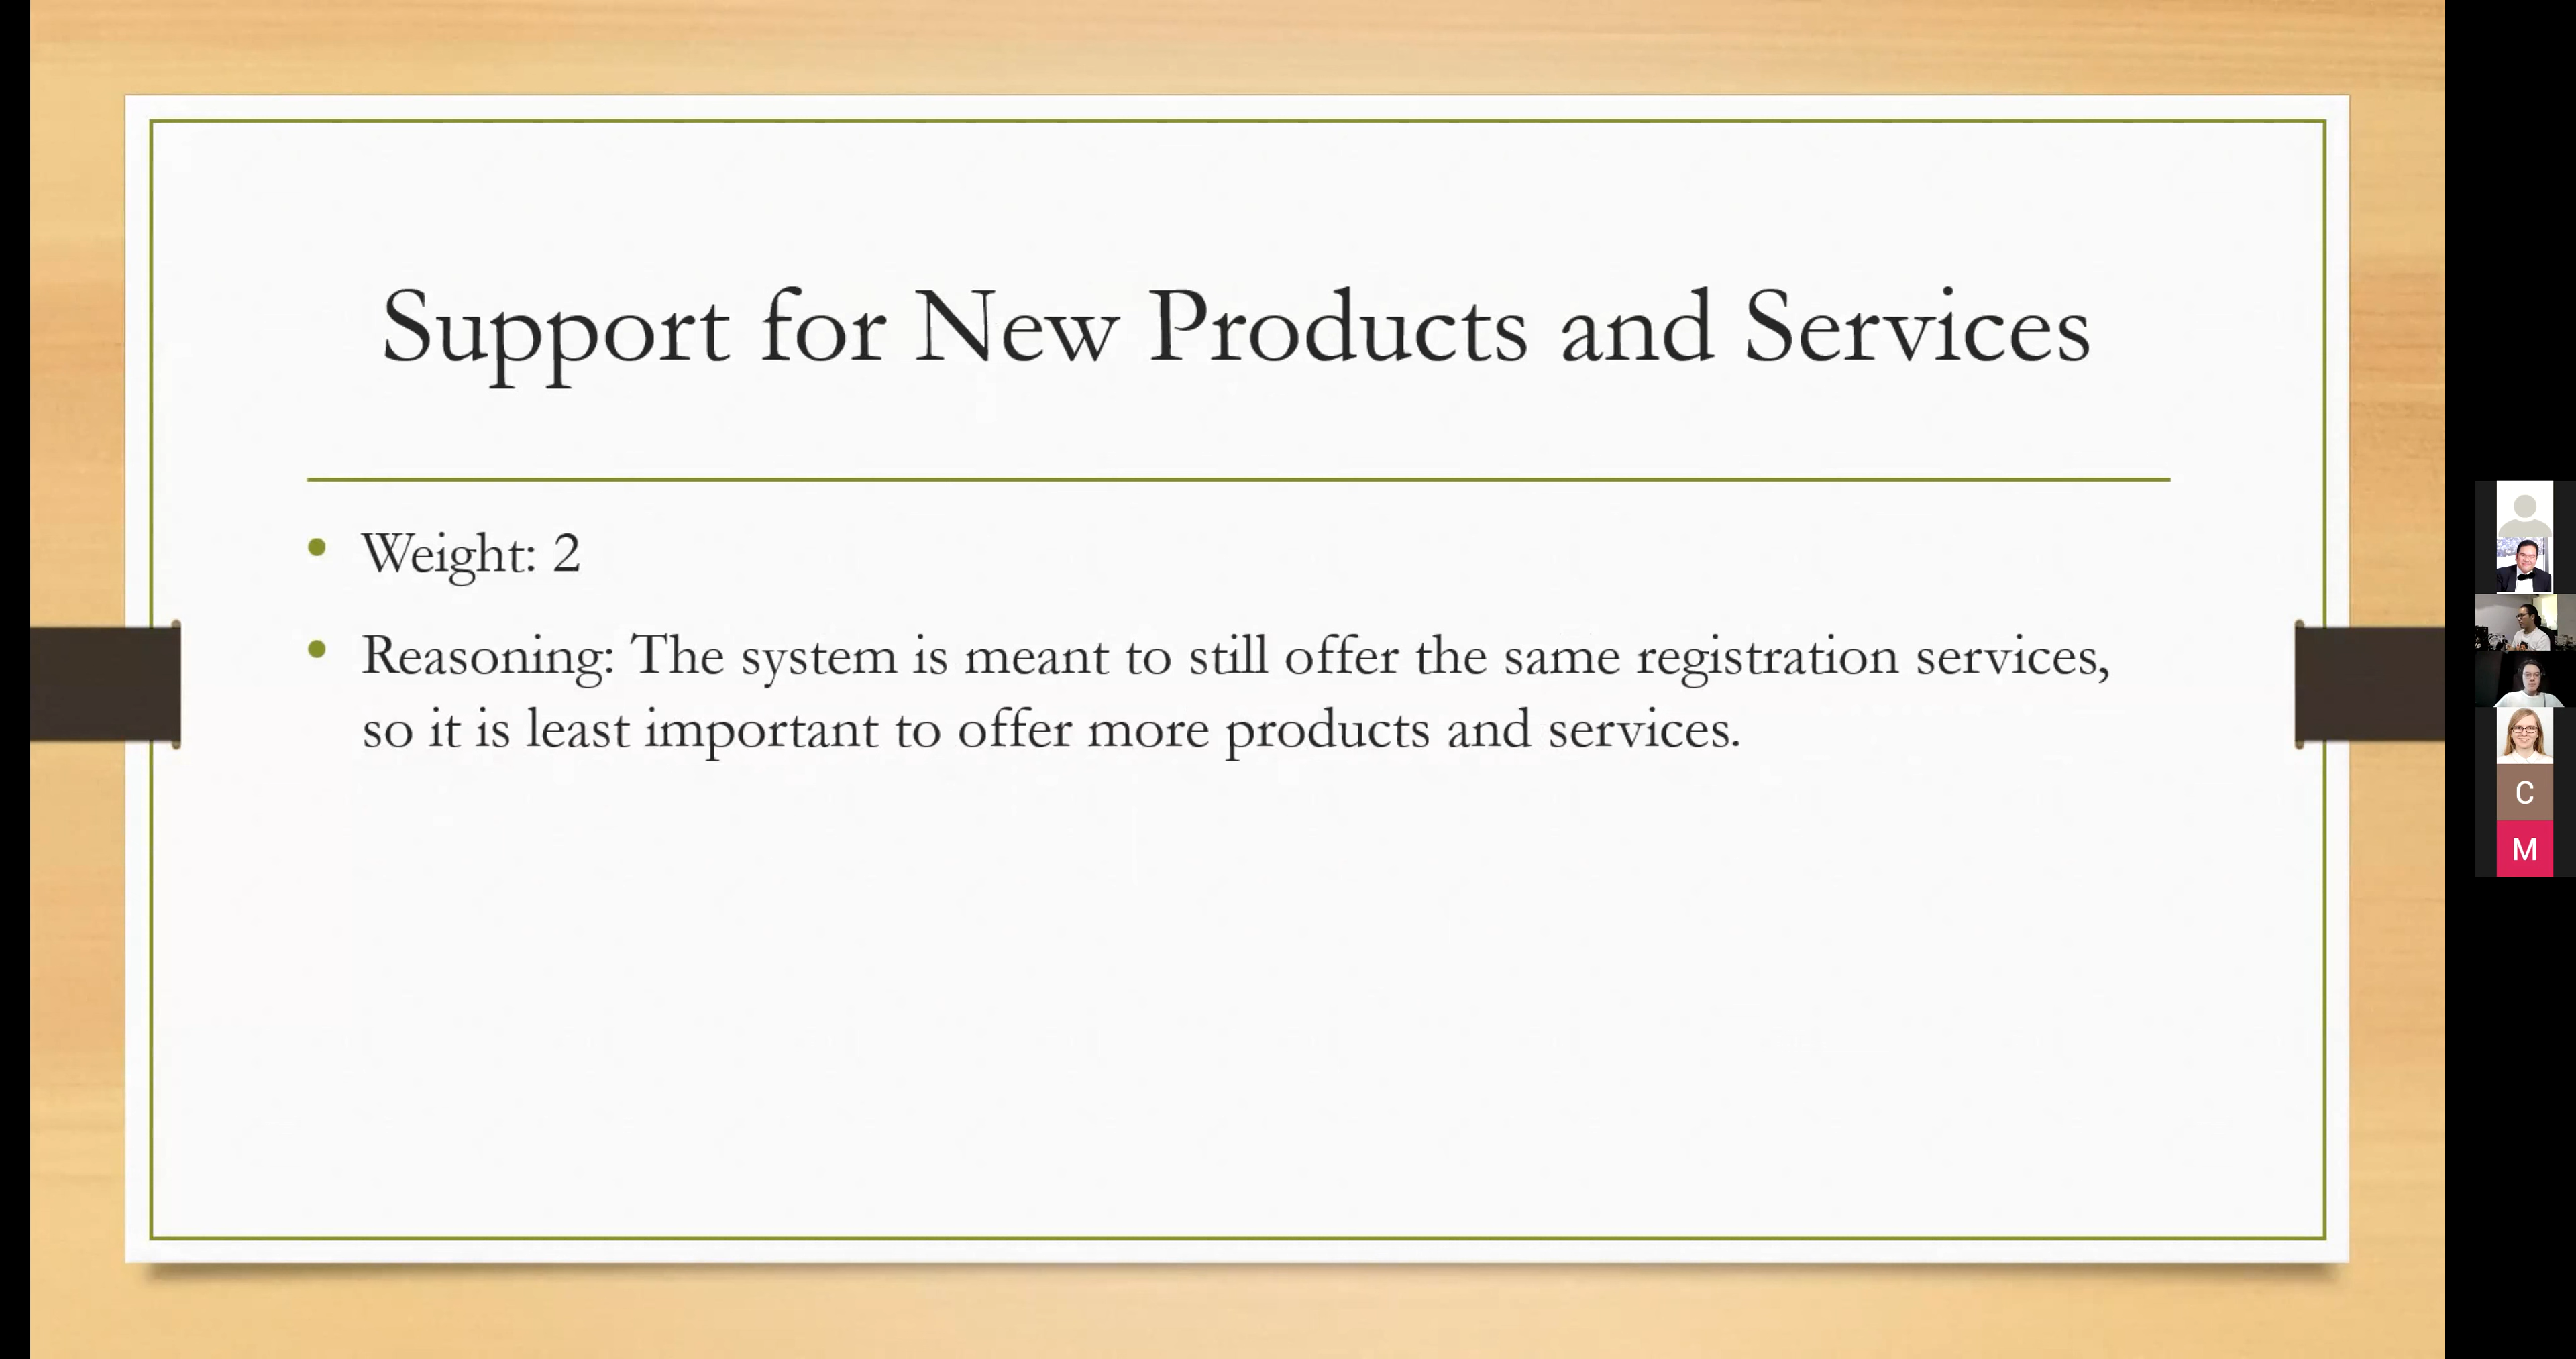 Support for New Products and Services
Weight: 2
Reasoning: The system is meant to still offer the same registration services,
so it is least important to offer more products and services.
C
M